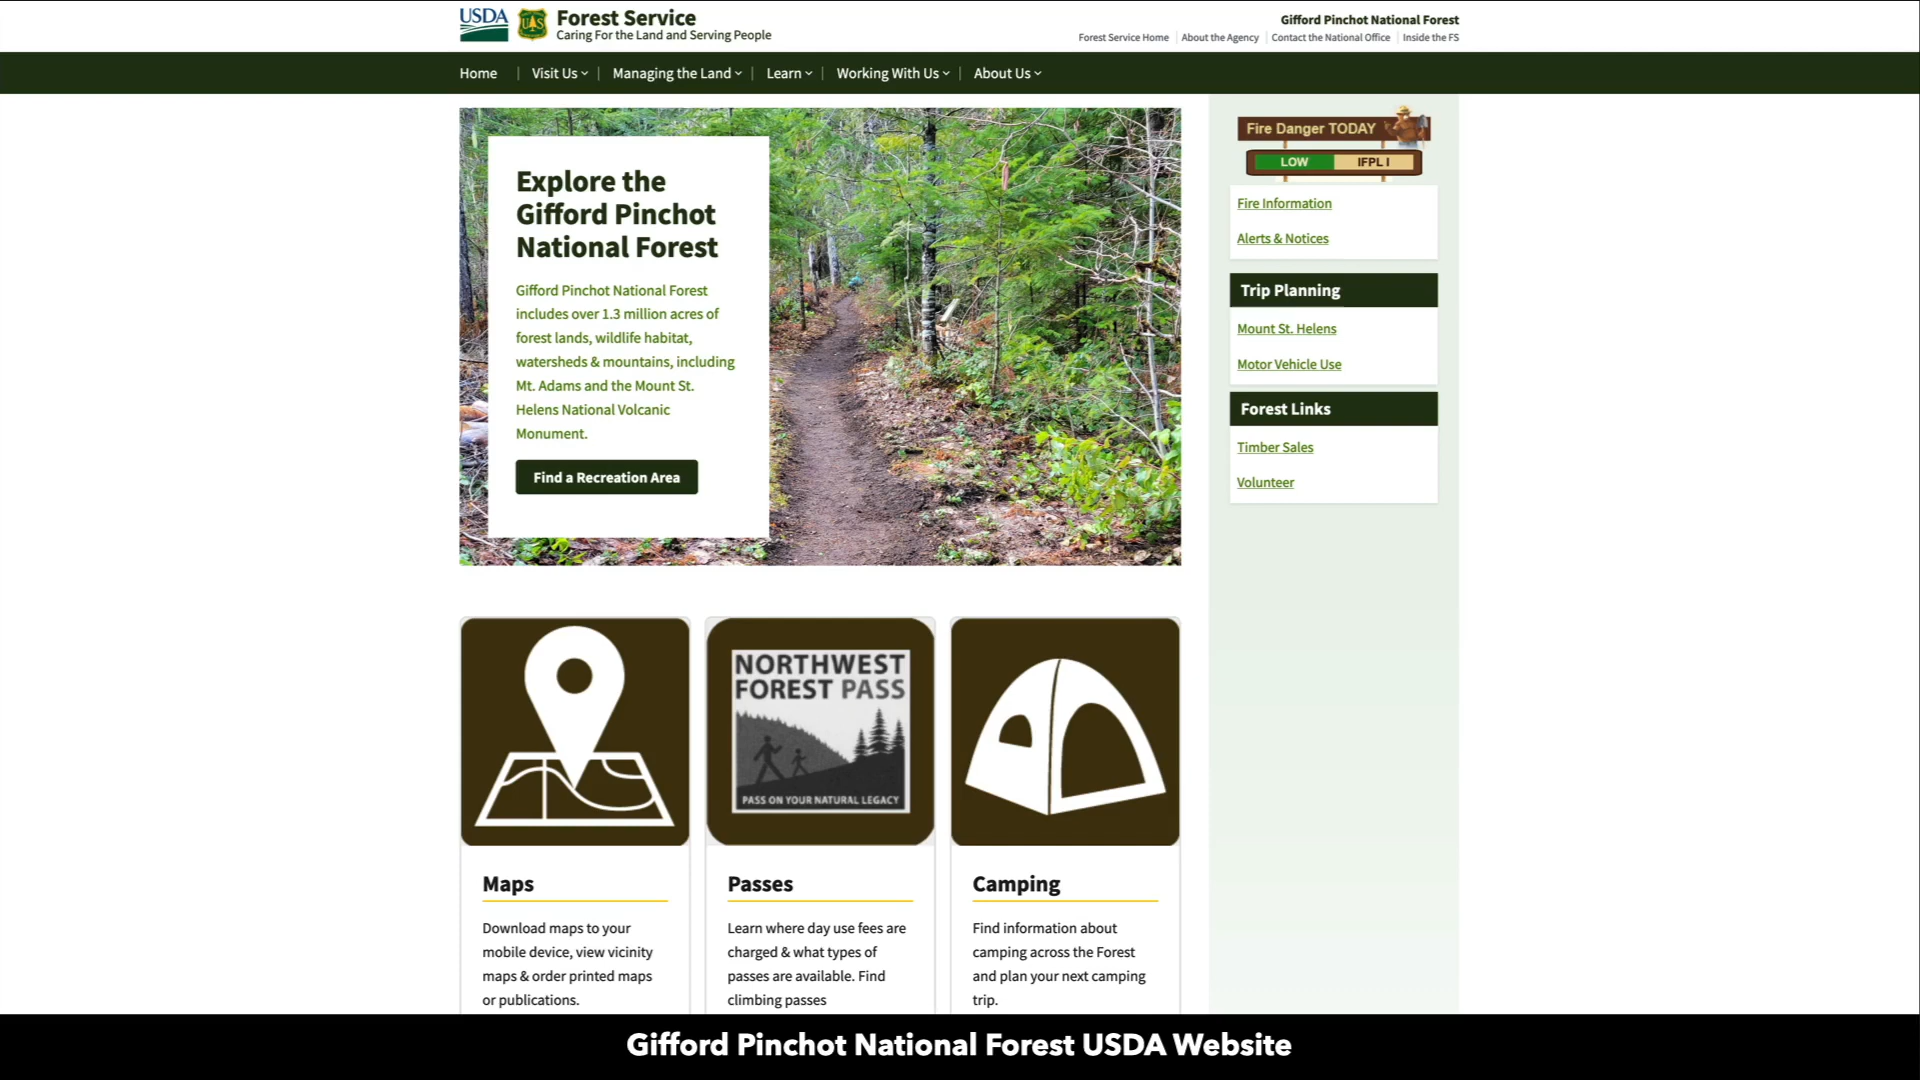 USDA
Forest Service
Caring For the Land and Serving People
Gifford Pinchot National Forest
Forest Service Home
About the Agency
Contact the National Office
Inside the FS
Home
Visit Us
Managing the Land
Learn
Working With Us
About Us
Explore the
Gifford Pinchot
National Forest
Gifford Pinchot National Forest
includes over 1.3 million acres of
forest lands, wildlife habitat,
watersheds & mountains, including
Mt. Adams and the Mount St.
Helens National Volcanic
Monument.
Find a Recreation Area
Fire Danger TODAY
LOW
IFPL I
Fire Information
Alerts & Notices
Trip Planning
Mount St. Helens
Motor Vehicle Use
Forest Links
Timber Sales
Volunteer
Maps
Download maps to your
mobile device, view vicinity
maps & order printed maps
or publications.
NORTHWEST
FOREST PASS
PASS ON YOUR NATURAL LEGACY
Passes
Learn where day use fees are
charged & what types of
passes are available. Find
climbing passes
Camping
Find information about
camping across the Forest
and plan your next camping
trip.
Gifford Pinchot National Forest USDA Website